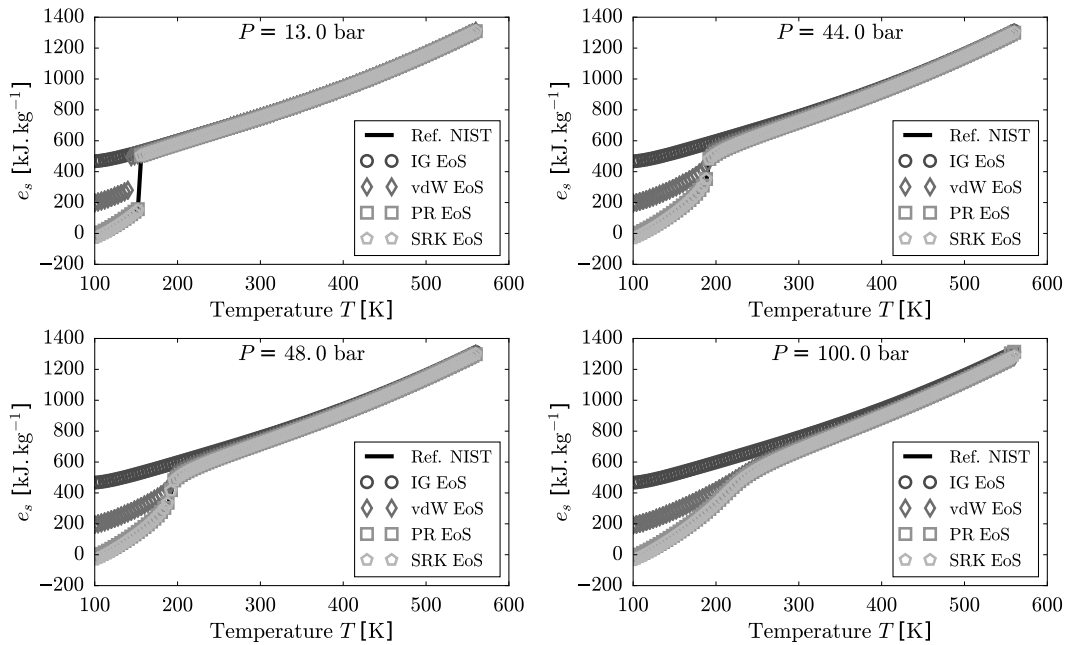 P = 13.0 bar
e_s [kJ.kg⁻¹]
1400
1200
1000
800
600
400
200
0
−200
Ref. NIST
IG EoS
vdW EoS
PR EoS
SRK EoS
100 200 300 400 500 600
Temperature T [K]
P = 44.0 bar
e_s [kJ.kg⁻¹]
1400
1200
1000
800
600
400
200
0
−200
Ref. NIST
IG EoS
vdW EoS
PR EoS
SRK EoS
100 200 300 400 500 600
Temperature T [K]
P = 48.0 bar
e_s [kJ.kg⁻¹]
1400
1200
1000
800
600
400
200
0
−200
Ref. NIST
IG EoS
vdW EoS
PR EoS
SRK EoS
100 200 300 400 500 600
Temperature T [K]
P = 100.0 bar
e_s [kJ.kg⁻¹]
1400
1200
1000
800
600
400
200
0
−200
Ref. NIST
IG EoS
vdW EoS
PR EoS
SRK EoS
100 200 300 400 500 600
Temperature T [K]